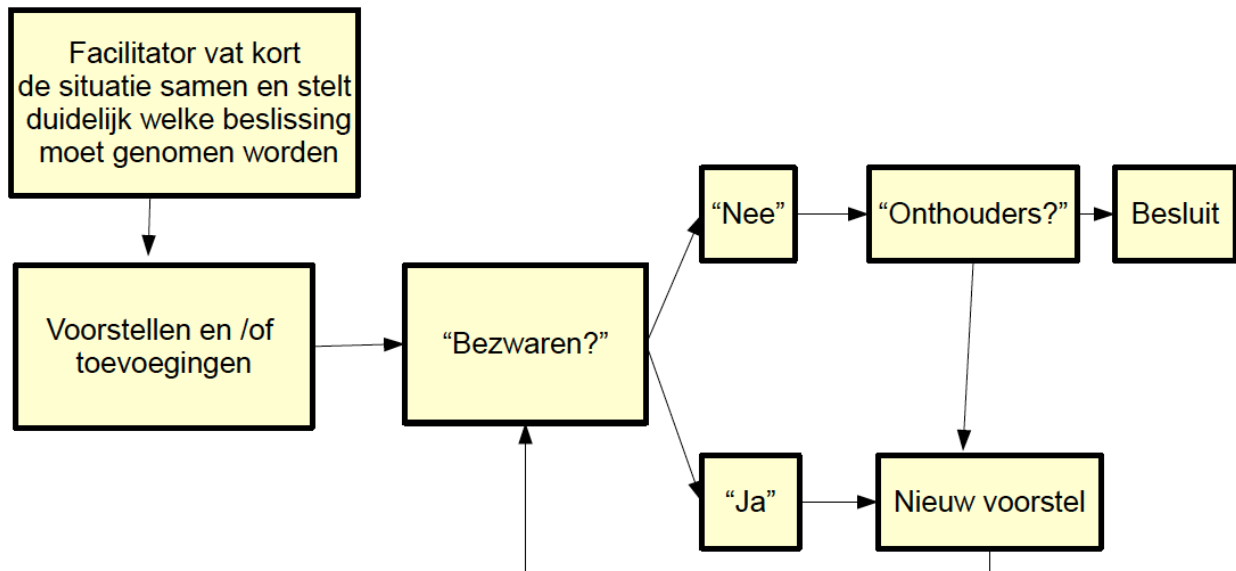 Facilitator vat kort
de situatie samen en stelt
duidelijk welke beslissing
moet genomen worden
“Nee”
“Onthouders?”
Besluit
Voorstellen en /of
toevoegingen
“Bezwaren?”
“Ja”
Nieuw voorstel